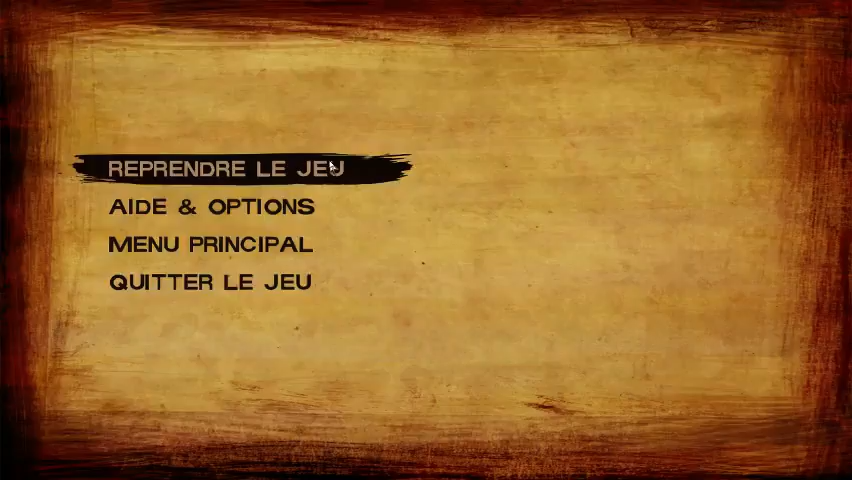 REPRENDRE LE JEU
AIDE & OPTIONS
MENU PRINCIPAL
QUITTER LE JEU